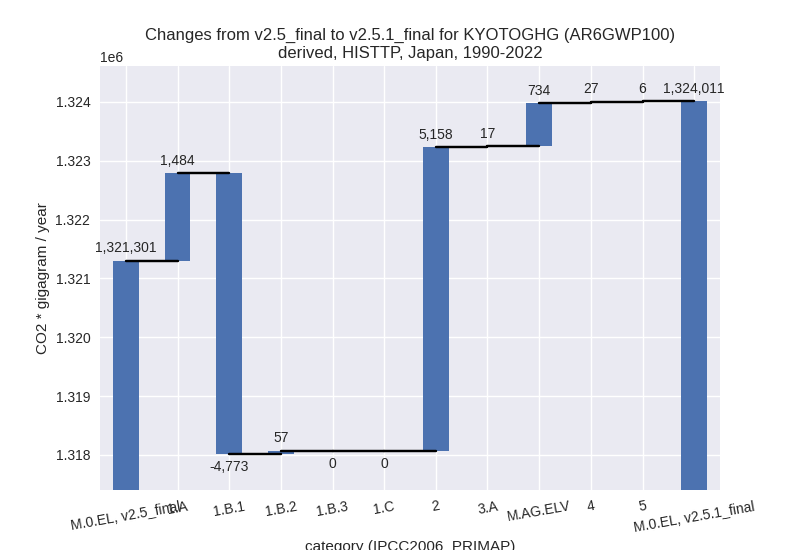 Changes from v2.5_final to v2.5.1_final for KYOTOGHG (AR6GWP100)
derived, HISTTP, Japan, 1990-2022
1e6
CO2 * gigagram / year
1.324
1.323
1.322
1.321
1.320
1.319
1.318
1,321,301
1,484
-4,773
57
0
0
5,158
17
734
27
6
1,324,011
M.0.EL, v2.5_final
1.A
1.B.1
1.B.2
1.B.3
1.C
2
3.A
M.AG.ELV
4
5
M.0.EL, v2.5.1_final
category (IPCC2006_PRIMAP)